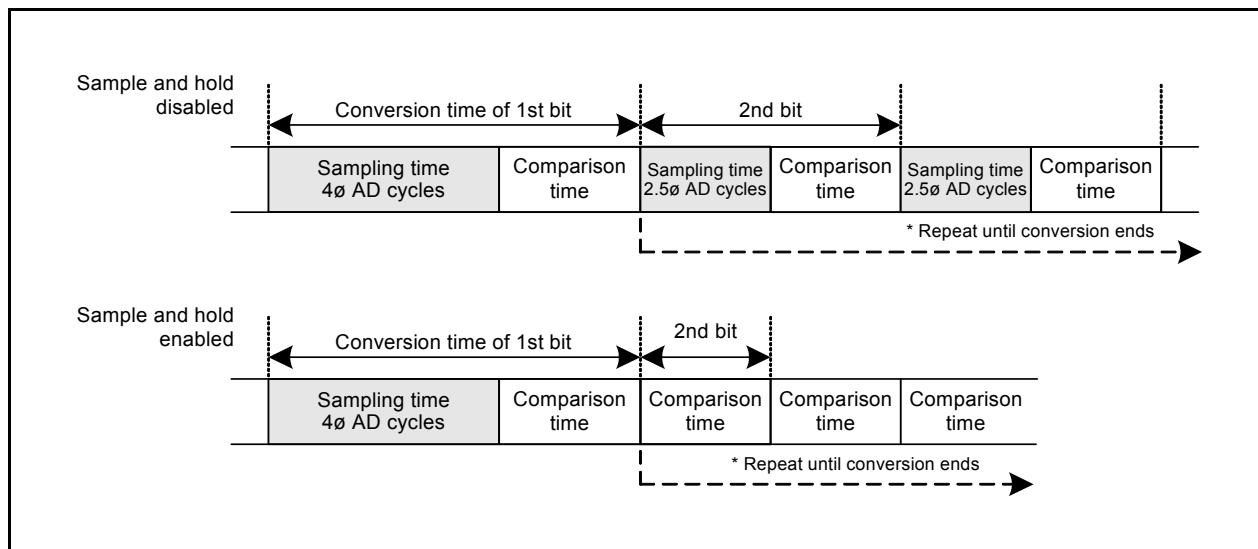 Sample and hold
disabled
Conversion time of 1st bit
2nd bit
Sampling time
4ø AD cycles
Comparison
time
Sampling time
2.5ø AD cycles
Comparison
time
Sampling time
2.5ø AD cycles
Comparison
time
* Repeat until conversion ends
Sample and hold
enabled
Conversion time of 1st bit
2nd bit
Sampling time
4ø AD cycles
Comparison
time
Comparison
time
Comparison
time
Comparison
time
* Repeat until conversion ends